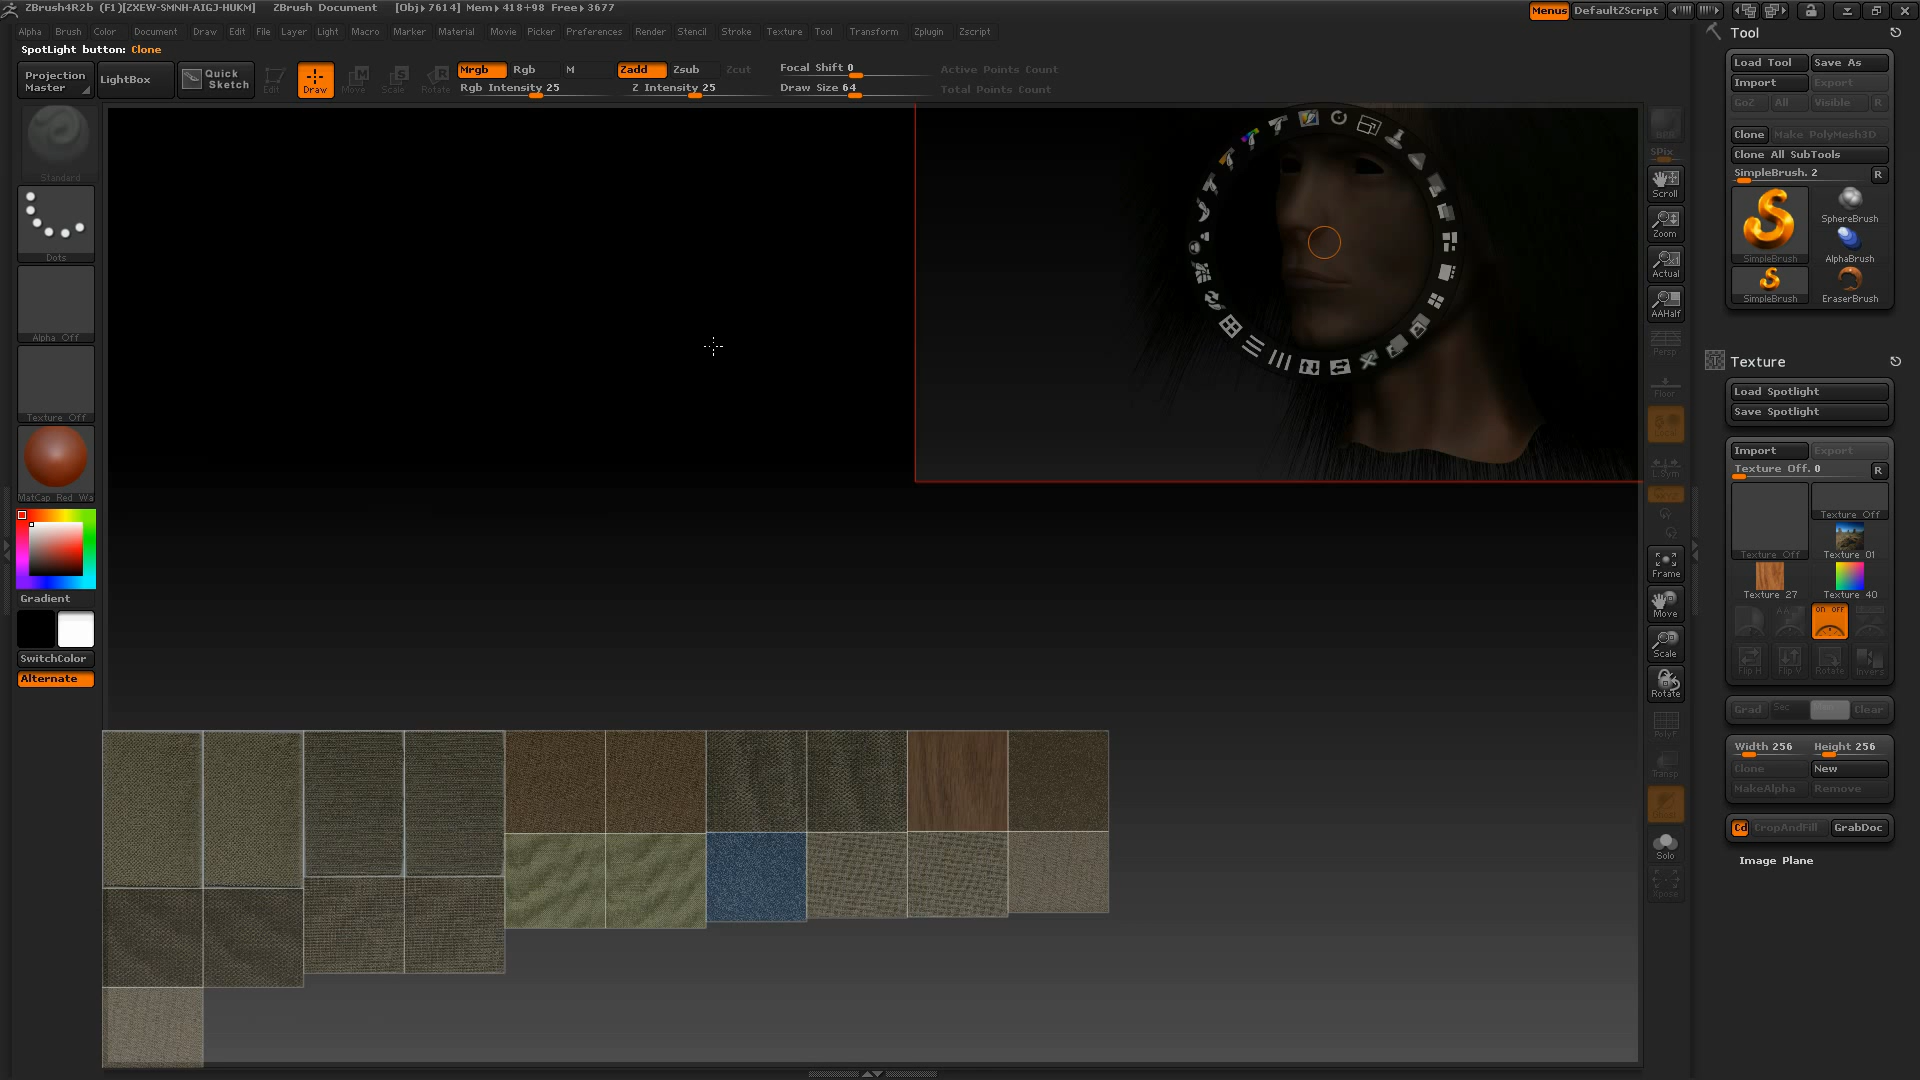 ZBrush4R2b (F1)[ZXEW-SMNH-AIGJ-HUKM] ZBrush Document [Obj▸7614] Mem▸418+98 Free▸3677
Menus DefaultZScript
Alpha Brush Color Document Draw Edit File Layer Light Macro Marker Material Movie Picker Preferences Render Stencil Stroke Texture Tool Transform Zplugin Zscript
SpotLight button: Clone
Projection Master
LightBox
Quick Sketch
Edit
Draw
Move
Scale
Rotate
Mrgb Rgb M
Rgb Intensity 25
Zadd Zsub Zcut
Z Intensity 25
Focal Shift 0
Draw Size 64
Active Points Count
Total Points Count
Standard
Dots
Alpha Off
Texture Off
MatCap Red Wa
Gradient
SwitchColor
Alternate
BPR
SPix
Scroll
Zoom
Actual
AAHalf
Persp
Floor
Local
L.Sym
Frame
Move
Scale
Rotate
PolyF
Transp
Solo
Xpose
Tool
Load Tool Save As
Import Export
GoZ All Visible R
Clone Make PolyMesh3D
Clone All SubTools
SimpleBrush. 2 R
SimpleBrush
SphereBrush
AlphaBrush
SimpleBrush
EraserBrush
Texture
Load Spotlight
Save Spotlight
Import Export
Texture Off. 0 R
Texture Off
Texture Off
Texture 01
Texture 27
Texture 40
on off
Flip H Flip V Rotate Invers
Grad Sec Clear
Width 256 Height 256
Clone New
MakeAlpha Remove
Cd CropAndFill GrabDoc
Image Plane